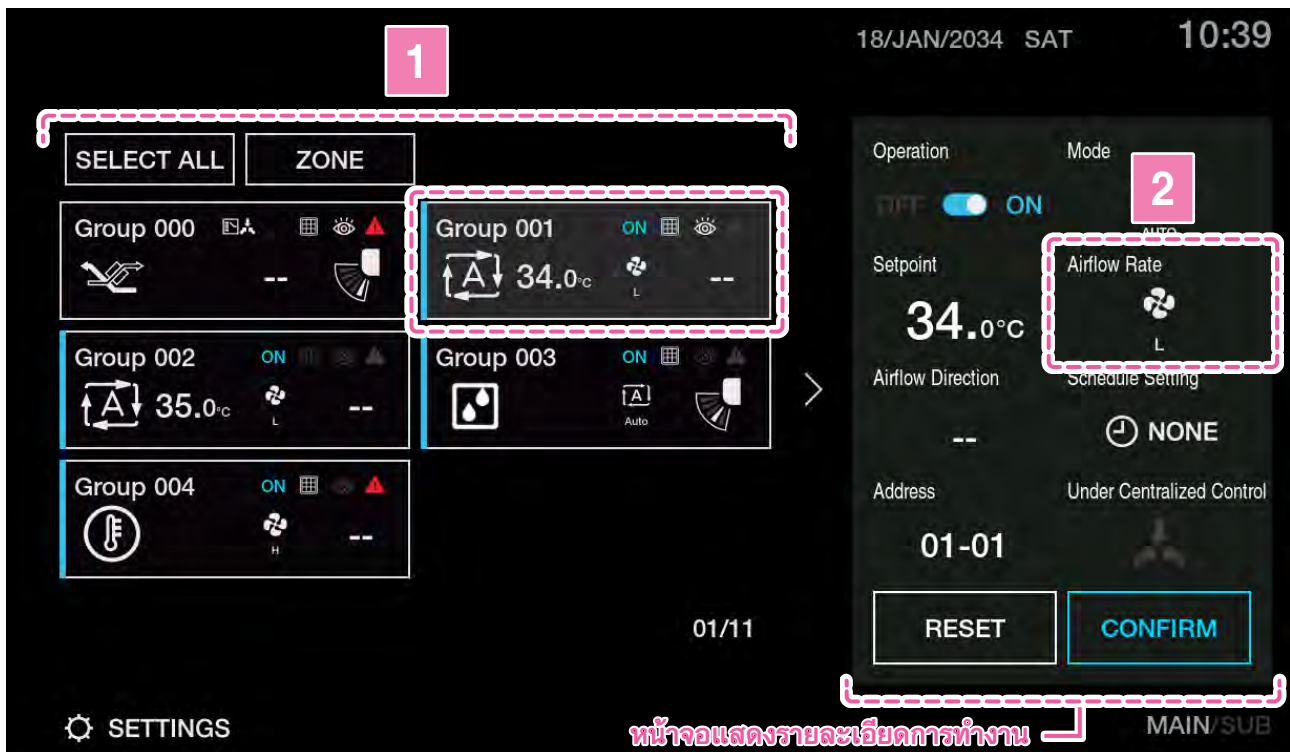 18/JAN/2034 SAT 10:39
1
SELECT ALL ZONE
Group 000
--
Group 001 ON
A 34.0°C L --
Group 002 ON
A 35.0°C L --
Group 003 ON
A Auto
Group 004 ON
H --
01/11
SETTINGS
Operation Mode
2
OFF ON
AUTO
Setpoint Airflow Rate
34.0°C
L
Airflow Direction Schedule Setting
-- NONE
Address Under Centralized Control
01-01
RESET CONFIRM
หน้าจอแสดงรายละเอียดการทำงาน
MAIN/SUB